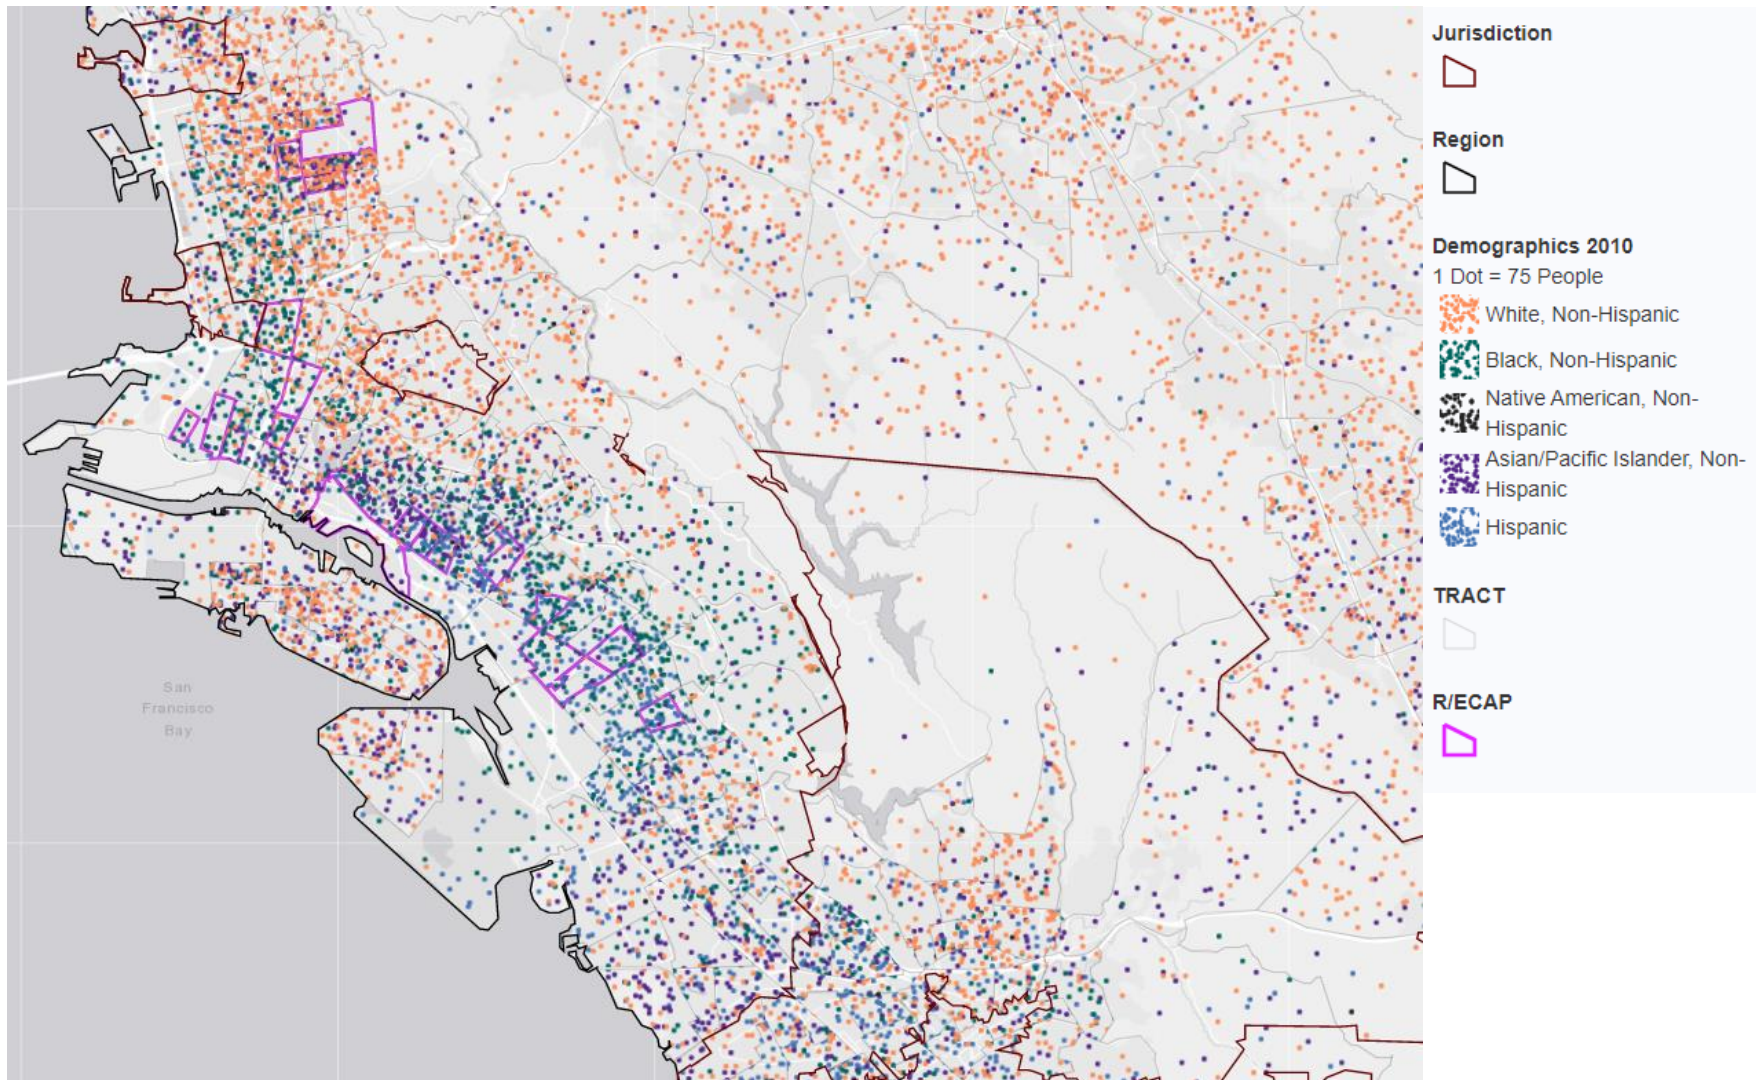 Jurisdiction
Region
Demographics 2010
1 Dot = 75 People
White, Non-Hispanic
Black, Non-Hispanic
Native American, Non-
Hispanic
Asian/Pacific Islander, Non-
Hispanic
Hispanic
TRACT
R/ECAP
San
Francisco
Bay